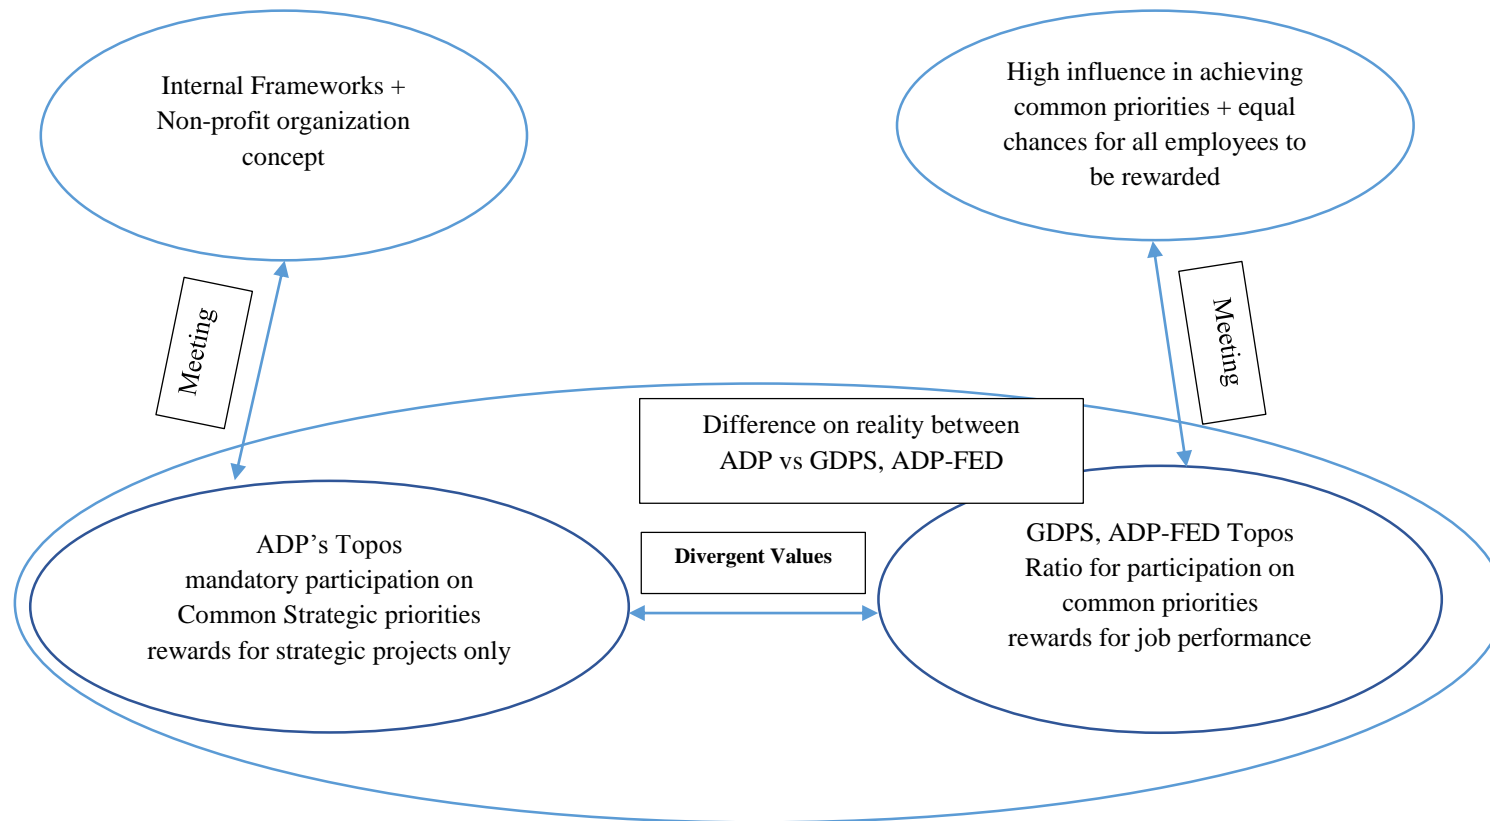 Internal Frameworks +
Non-profit organization
concept
High influence in achieving
common priorities + equal
chances for all employees to
be rewarded
Meeting
Meeting
Difference on reality between
ADP vs GDPS, ADP-FED
ADP's Topos
mandatory participation on
Common Strategic priorities
rewards for strategic projects only
Divergent Values
GDPS, ADP-FED Topos
Ratio for participation on
common priorities
rewards for job performance